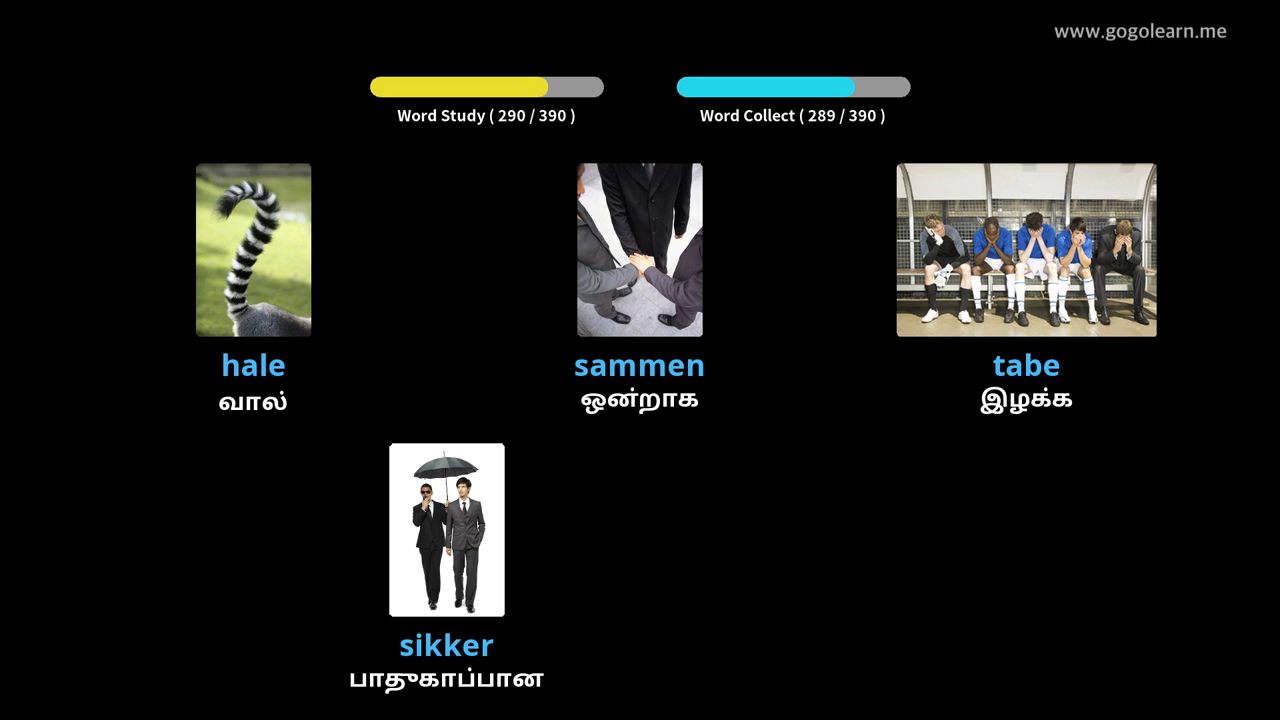 www.gogolearn.me
Word Study ( 290 / 390 )
Word Collect ( 289 / 390 )
hale
வால்
sammen
ஒன்றாக
tabe
இழக்க
sikker
பாதுகாப்பான